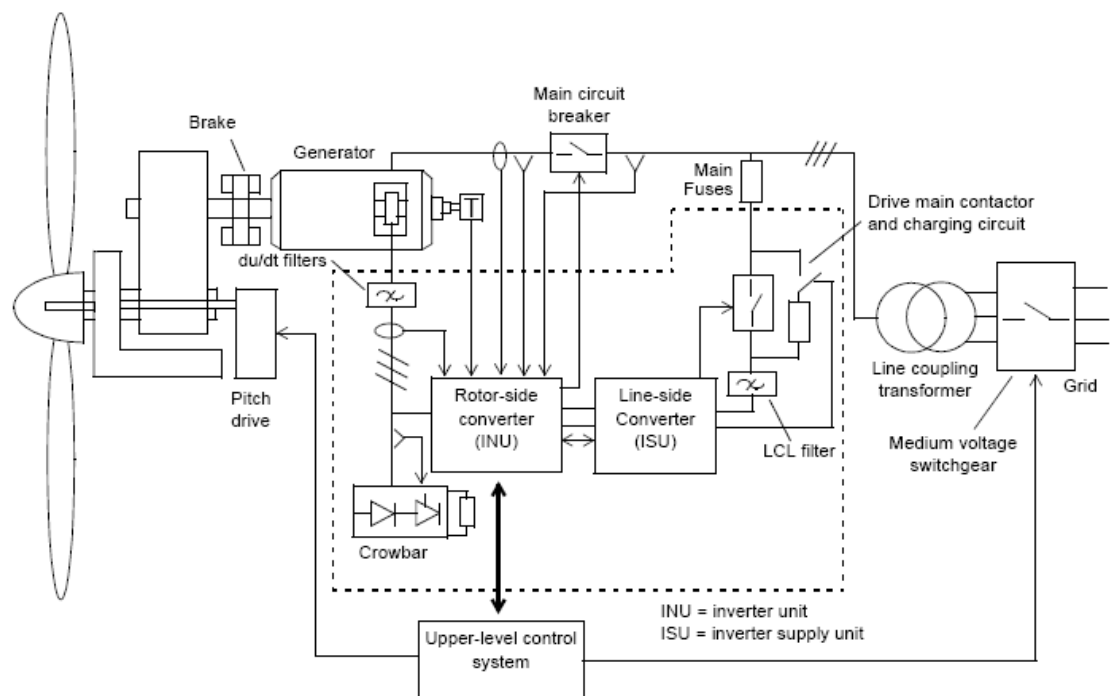 Main circuit
breaker
Brake
Generator
Main
Fuses
Drive main contactor
and charging circuit
du/dt filters
Pitch
drive
Rotor-side
converter
(INU)
Line-side
Converter
(ISU)
LCL filter
Line coupling
transformer
Grid
Medium voltage
switchgear
Crowbar
INU = inverter unit
ISU = inverter supply unit
Upper-level control
system